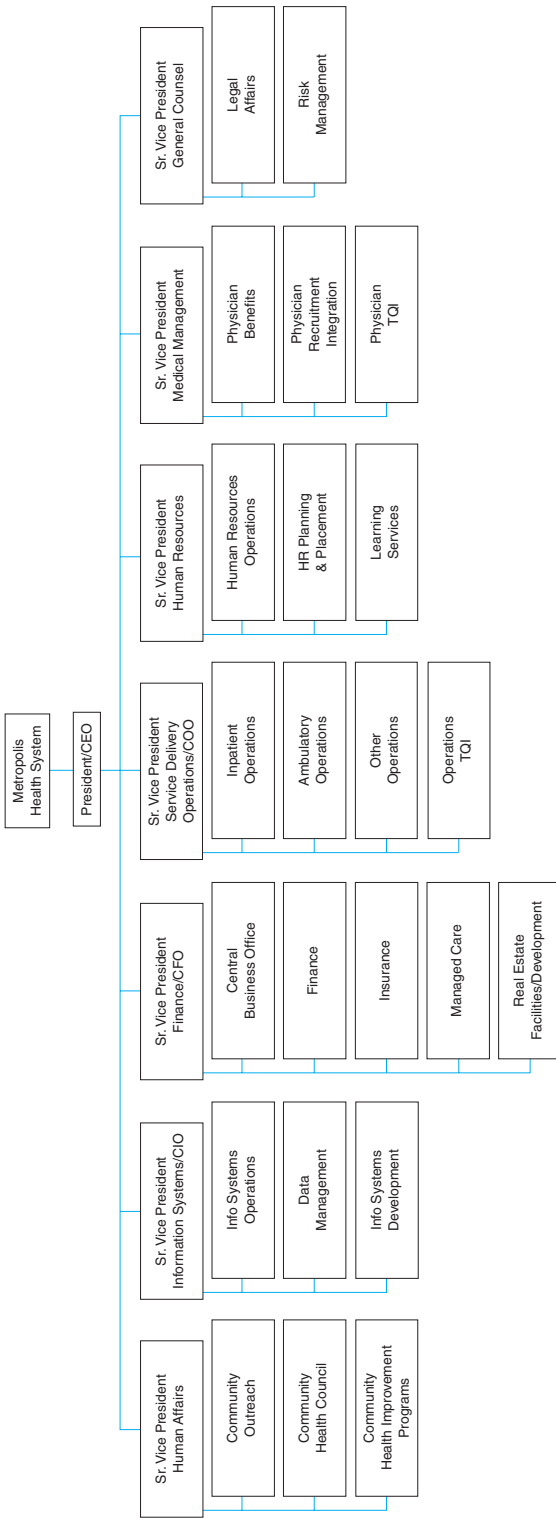 Metropolis
Health System
President/CEO
Sr. Vice President
Human Affairs
Community
Outreach
Community
Health Council
Community
Health Improvement
Programs
Sr. Vice President
Information Systems/CIO
Info Systems
Operations
Data
Management
Info Systems
Development
Sr. Vice President
Finance/CFO
Central
Business Office
Finance
Insurance
Managed Care
Real Estate
Facilities/Development
Sr. Vice President
Service Delivery
Operations/COO
Inpatient
Operations
Ambulatory
Operations
Other
Operations
Operations
TQI
Sr. Vice President
Human Resources
Human Resources
Operations
HR Planning
& Placement
Learning
Services
Sr. Vice President
Medical Management
Physician
Benefits
Physician
Recruitment
Integration
Physician
TQI
Sr. Vice President
General Counsel
Legal
Affairs
Risk
Management